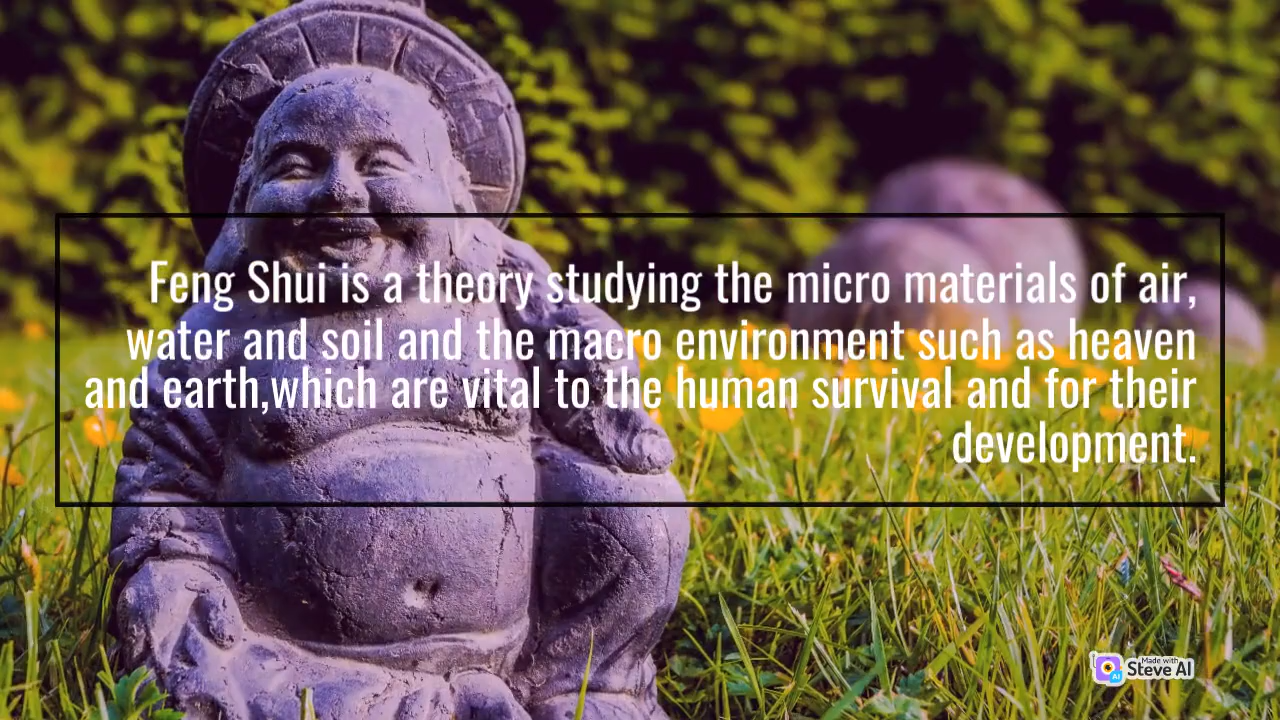 Feng Shui is a theory studying the micro materials of air,
water and soil and the macro environment such as heaven
and earth,which are vital to the human survival and for their
development.
Made with
Steve AI
AI